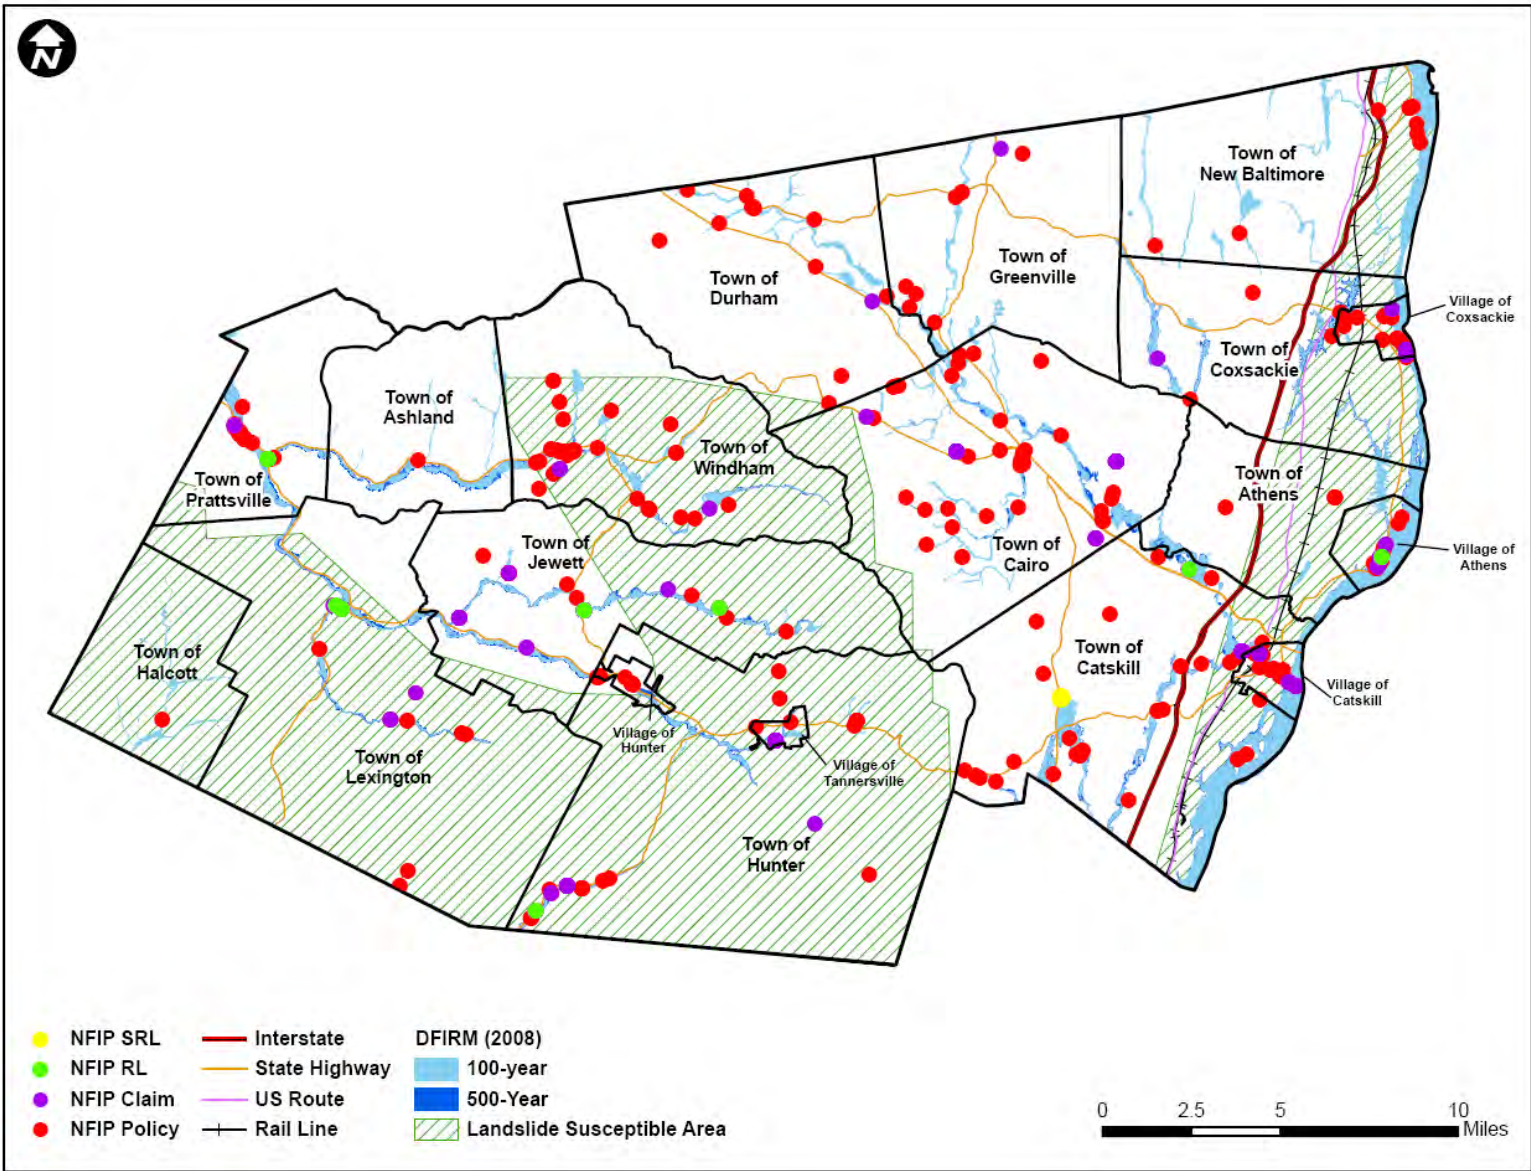 N
Town of
New Baltimore
Town of
Greenville
Town of
Durham
Village of
Coxsackie
Town of
Coxsackie
Town of
Ashland
Town of
Windham
Town of
Athens
Town of
Prattsville
Town of
Jewett
Town of
Cairo
Village of
Athens
Town of
Halcott
Town of
Catskill
Village of
Catskill
Village of
Hunter
Town of
Lexington
Village of
Tannersville
Town of
Hunter
NFIP SRL
NFIP RL
NFIP Claim
NFIP Policy
Interstate
State Highway
US Route
Rail Line
DFIRM (2008)
100-year
500-Year
Landslide Susceptible Area
0 2.5 5 10
Miles